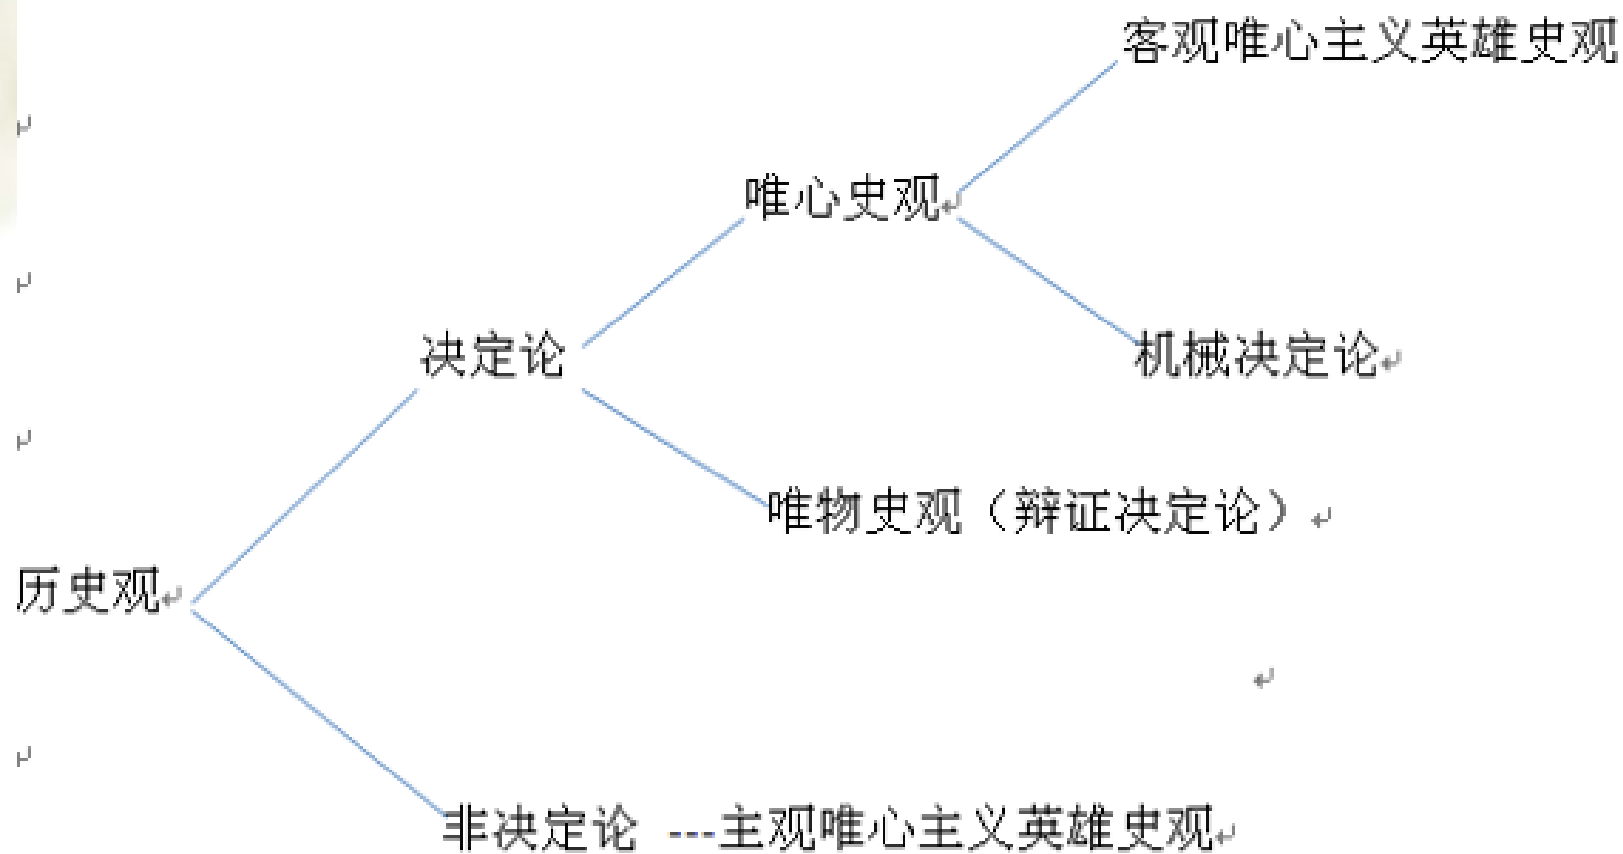 客观唯心主义英雄史观
唯心史观
决定论
机械决定论
唯物史观（辩证决定论）
历史观
非决定论 ---主观唯心主义英雄史观